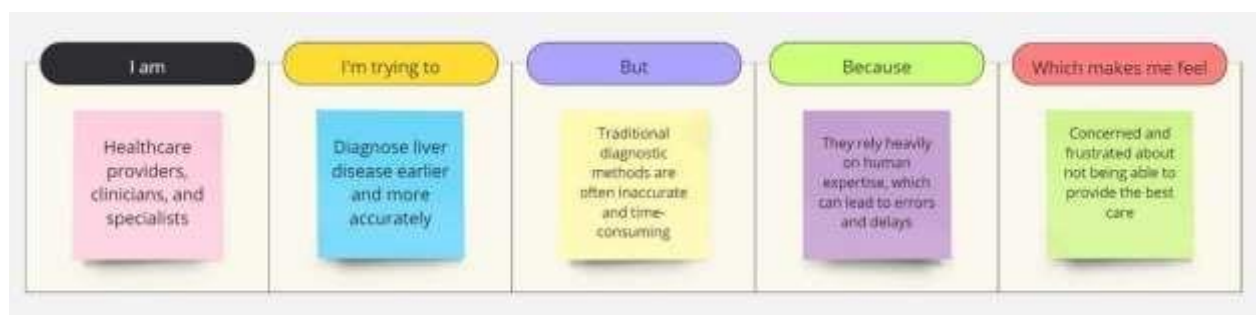 I am
I'm trying to
But
Because
Which makes me feel
Healthcare
providers,
clinicians, and
specialists
Diagnose liver
disease earlier
and more
accurately
Traditional
diagnostic
methods are
often inaccurate
and time-
consuming
They rely heavily
on human
expertise, which
can lead to errors
and delays
Concerned and
frustrated about
not being able to
provide the best
care